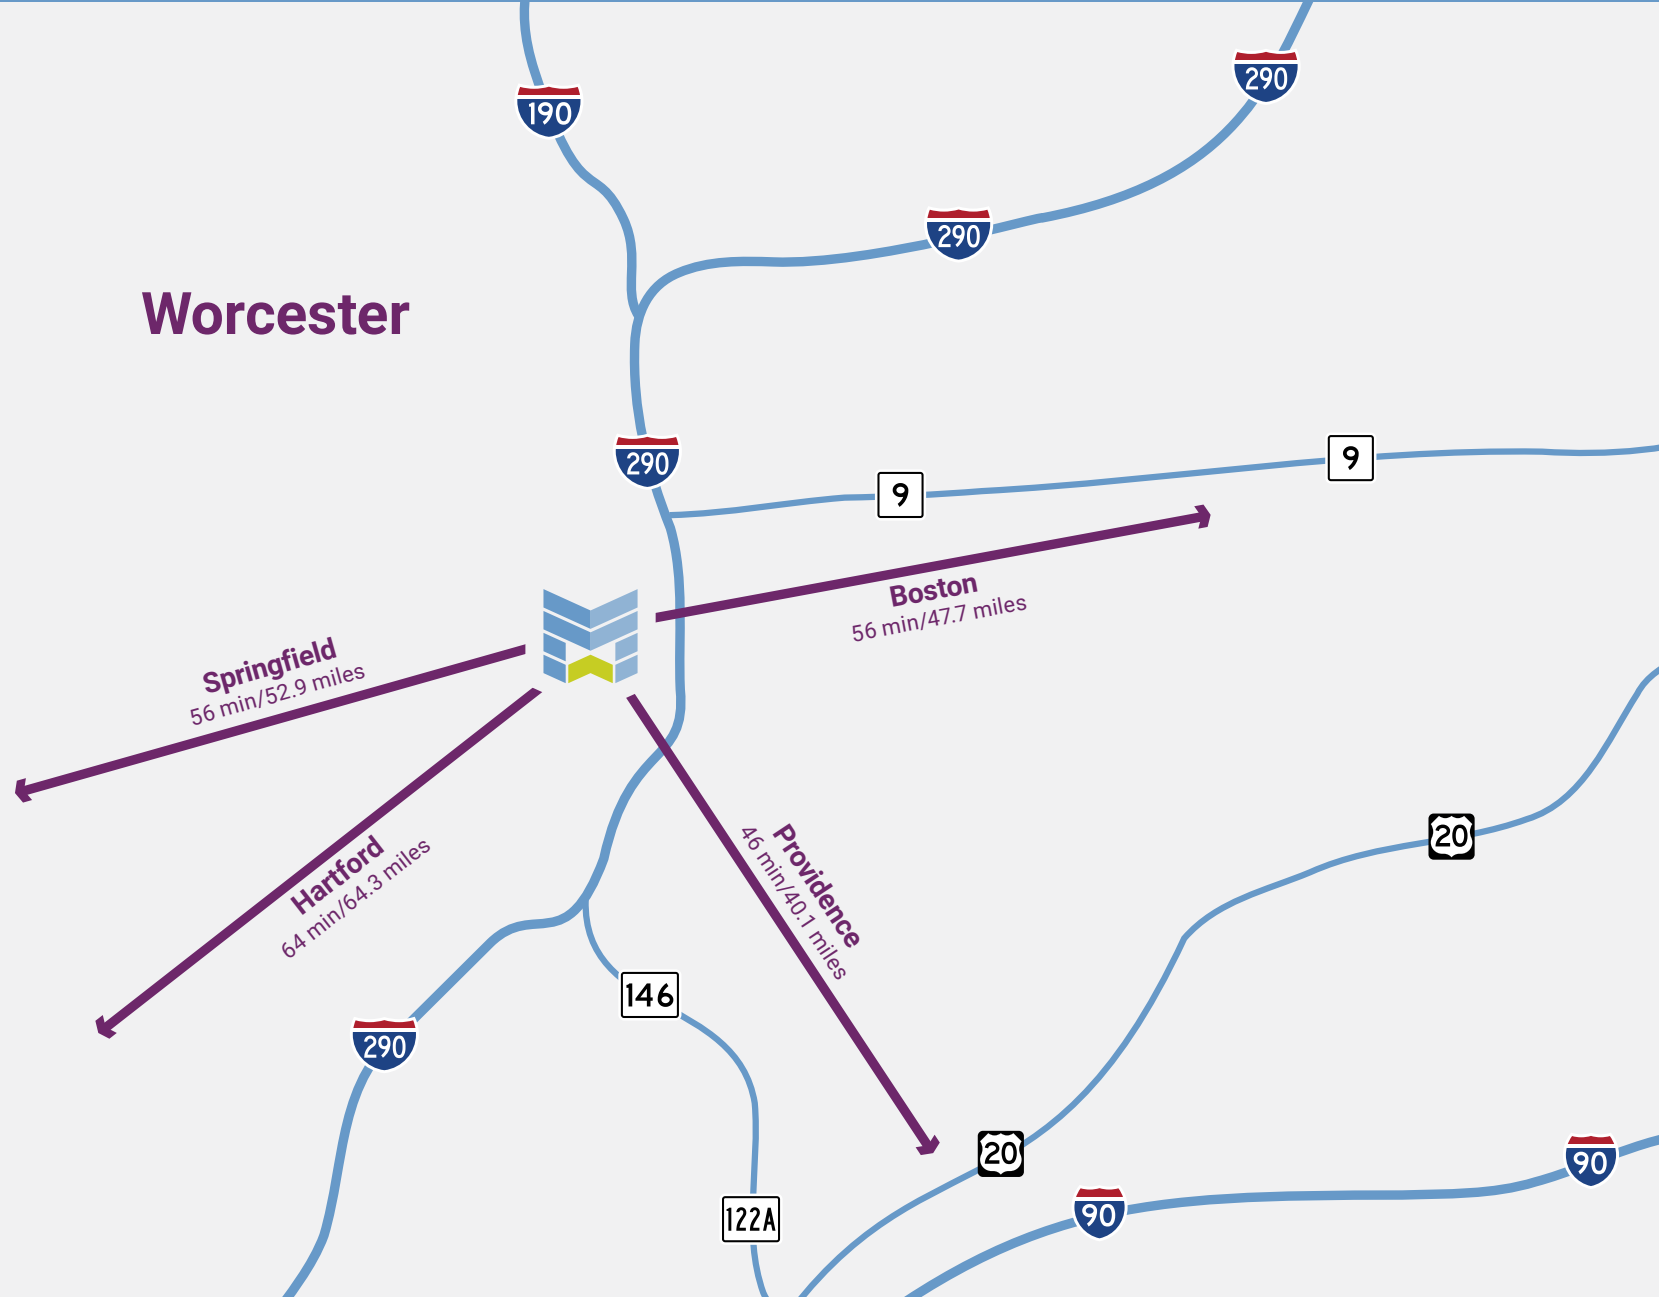 190
290
290
Worcester
290
9
9
Boston
56 min/47.7 miles
Springfield
56 min/52.9 miles
Hartford
64 min/64.3 miles
Providence
46 min/40.1 miles
20
146
290
20
90
122A
90